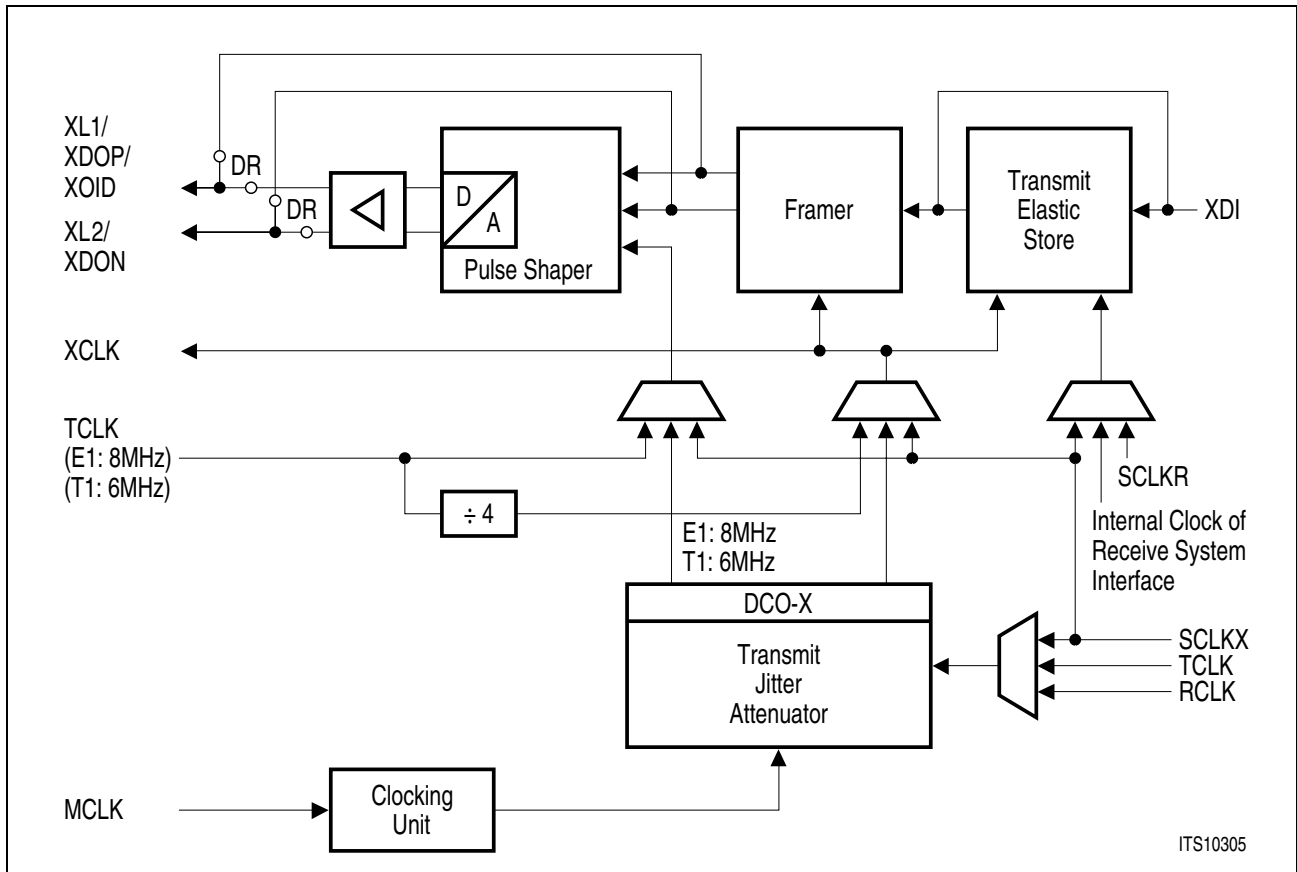 XL1/
XDOP/
XOID
DR
XL2/
XDON
DR
D
A
Pulse Shaper
Framer
Transmit
Elastic
Store
XDI
XCLK
TCLK
(E1: 8MHz)
(T1: 6MHz)
÷ 4
E1: 8MHz
T1: 6MHz
SCLKR
Internal Clock of
Receive System
Interface
DCO-X
Transmit
Jitter
Attenuator
SCLKX
TCLK
RCLK
MCLK
Clocking
Unit
ITS10305